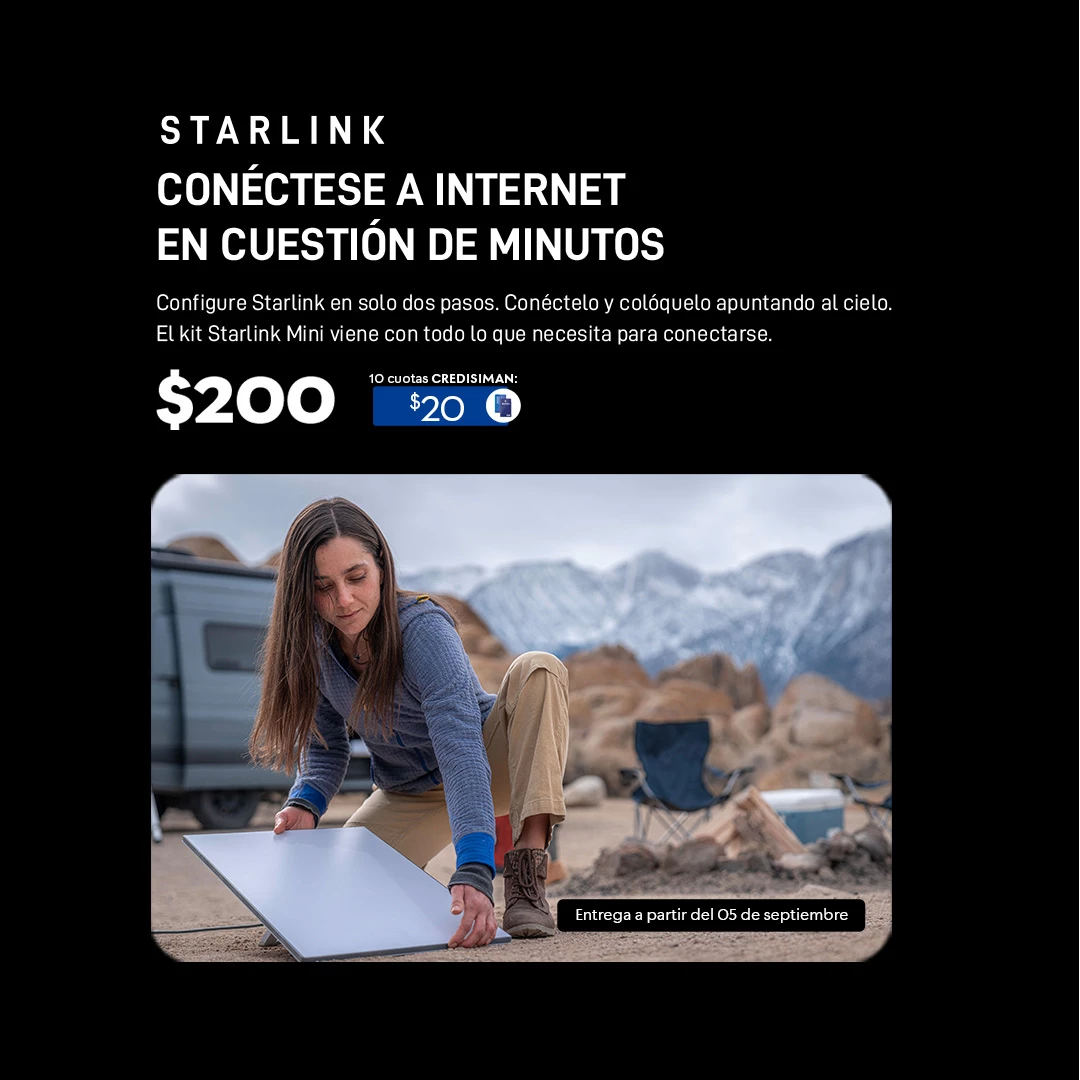 STARLINK
CONÉCTESE A INTERNET
EN CUESTIÓN DE MINUTOS
Configure Starlink en solo dos pasos. Conéctelo y colóquelo apuntando al cielo.
El kit Starlink Mini viene con todo lo que necesita para conectarse.
$200
10 cuotas CREDISIMAN:
$20
Entrega a partir del 05 de septiembre